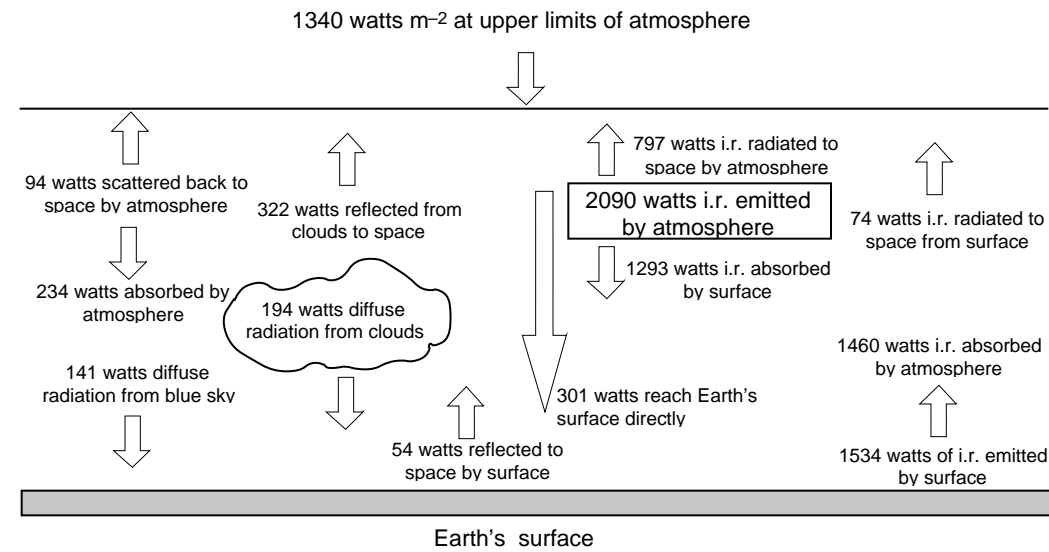 1340 watts m–2 at upper limits of atmosphere
94 watts scattered back to
space by atmosphere
234 watts absorbed by
atmosphere
141 watts diffuse
radiation from blue sky
322 watts reflected from
clouds to space
194 watts diffuse
radiation from clouds
54 watts reflected to
space by surface
301 watts reach Earth's
surface directly
797 watts i.r. radiated to
space by atmosphere
2090 watts i.r. emitted
by atmosphere
1293 watts i.r. absorbed
by surface
74 watts i.r. radiated to
space from surface
1460 watts i.r. absorbed
by atmosphere
1534 watts of i.r. emitted
by surface
Earth's surface